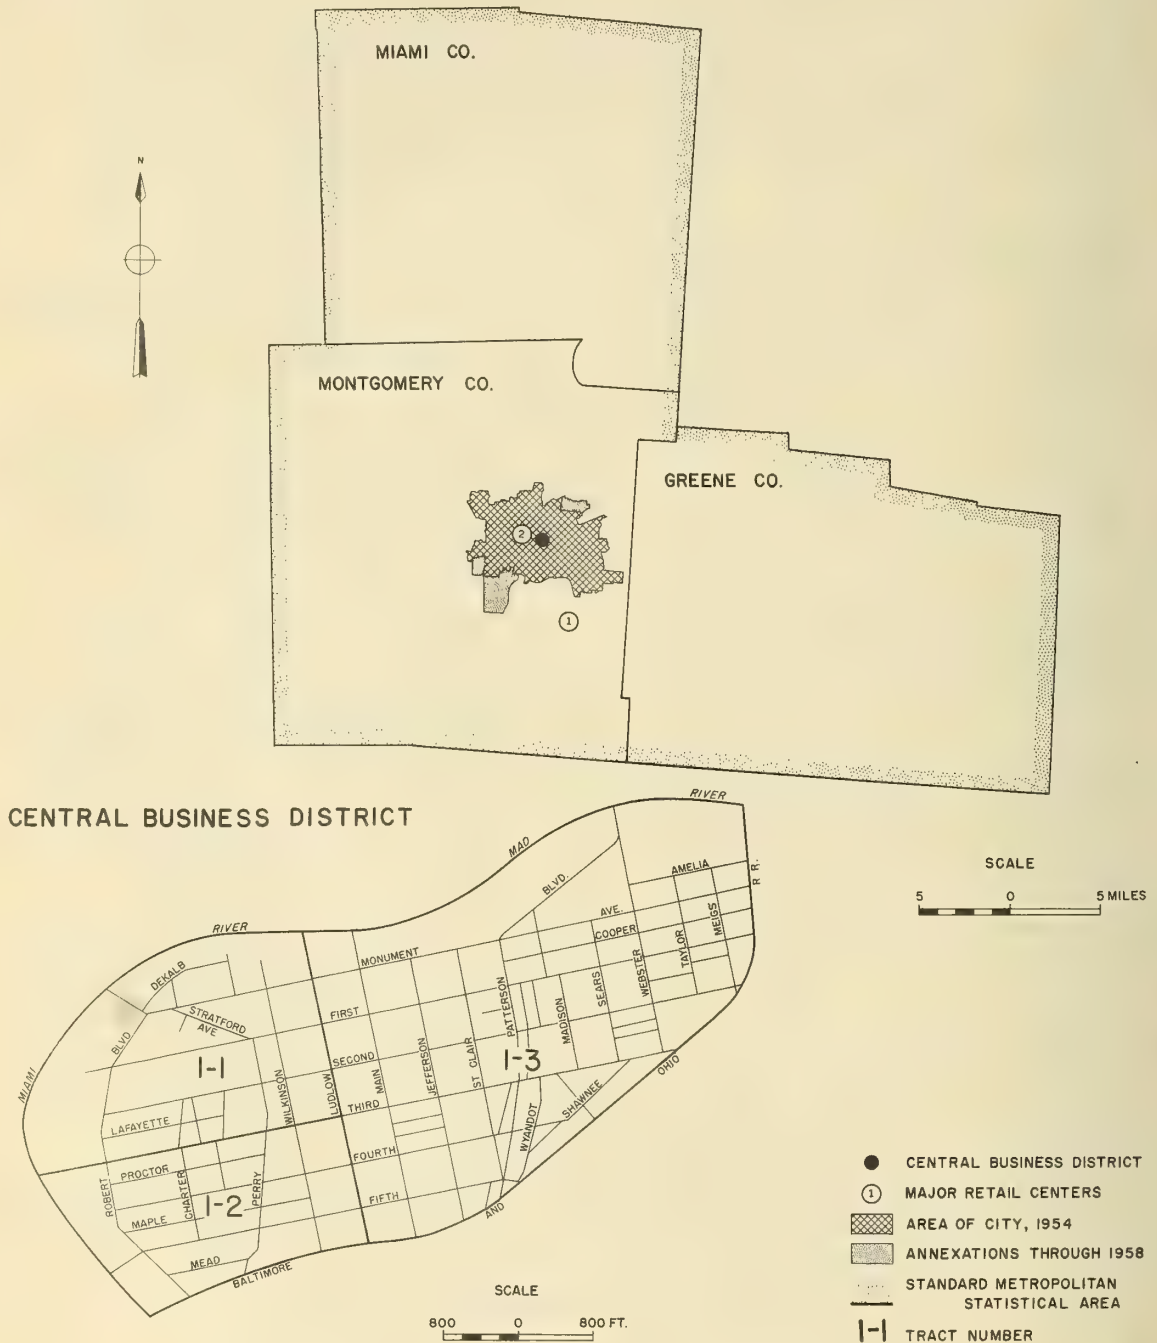 MIAMI CO.
N
MONTGOMERY CO.
GREENE CO.
2
1
CENTRAL BUSINESS DISTRICT
RIVER
MAD
BLVD.
AMELIA
R R.
AVE.
COOPER
MEIGS
TAYLOR
WEBSTER
SEARS
MADISON
PATTERSON
RIVER
MONUMENT
DEKALB
STRATFORD
AVE
BLVD
FIRST
SECOND
1-1
1-3
MIAMI
WILKINSON
LUDLOW
MAIN
JEFFERSON
ST. CLAIR
THIRD
LAFAYETTE
WYANDOT
SHAWNEE
OHIO
FOURTH
PROCTOR
ROBERT
CHARTER
PERRY
1-2
MAPLE
FIFTH
AND
MEAD
BALTIMORE
SCALE
5 0 5 MILES
SCALE
800 0 800 FT.
CENTRAL BUSINESS DISTRICT
1 MAJOR RETAIL CENTERS
AREA OF CITY, 1954
ANNEXATIONS THROUGH 1958
STANDARD METROPOLITAN
STATISTICAL AREA
1-1 TRACT NUMBER